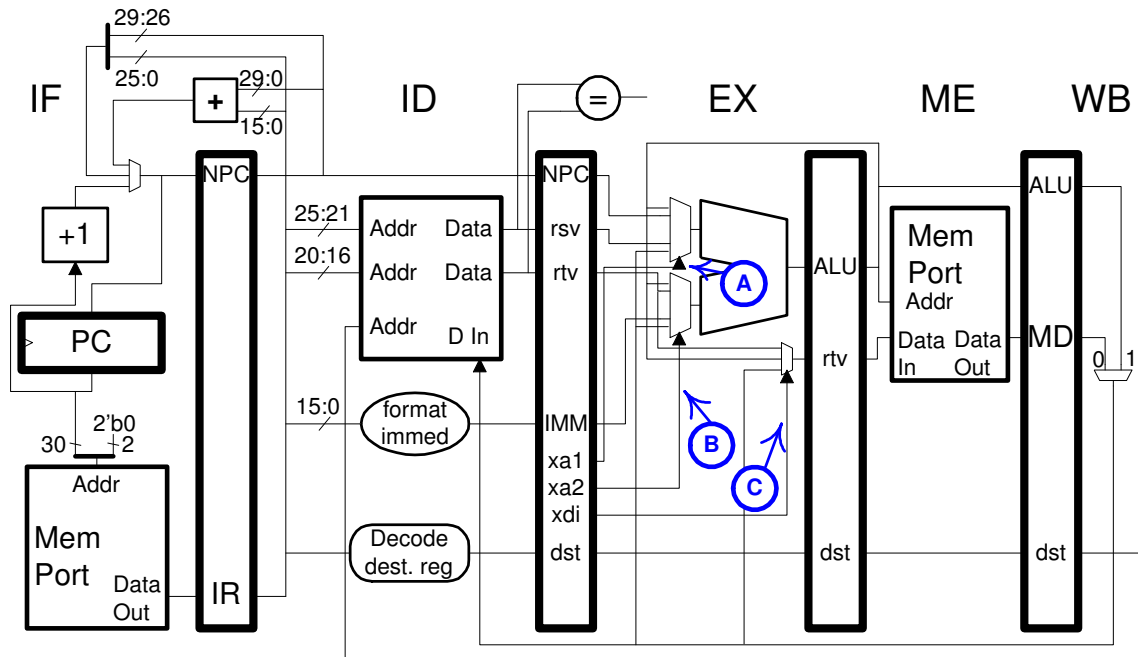 29:26
25:0
29:0
15:0
IF
ID
EX
ME
WB
+
=
NPC
NPC
ALU
25:21
Addr
Data
rsv
20:16
Addr
Data
rtv
Addr
D In
+1
PC
A
ALU
Mem
Port
Addr
Data
In
Data
Out
rtv
MD
0
1
15:0
format
immed
IMM
B
C
xa1
xa2
xdi
30
2'b0
2
Addr
Mem
Port
Data
Out
IR
Decode
dest. reg
dst
dst
dst